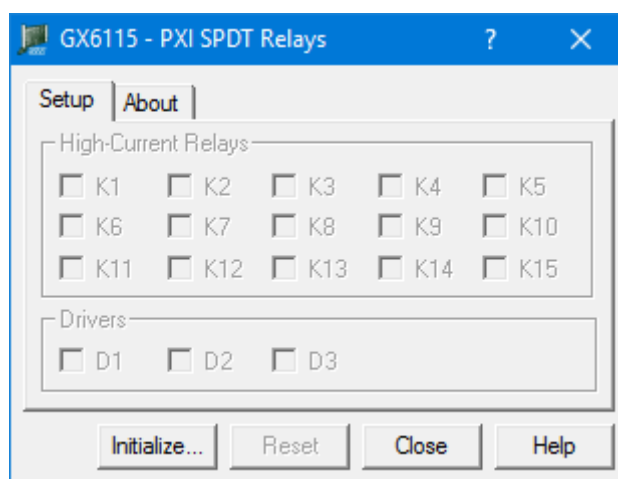 GX6115 - PXI SPDT Relays ?
Setup About
High-Current Relays
K1 K2 K3 K4 K5
K6 K7 K8 K9 K10
K11 K12 K13 K14 K15
Drivers
D1 D2 D3
Initialize... Reset Close Help